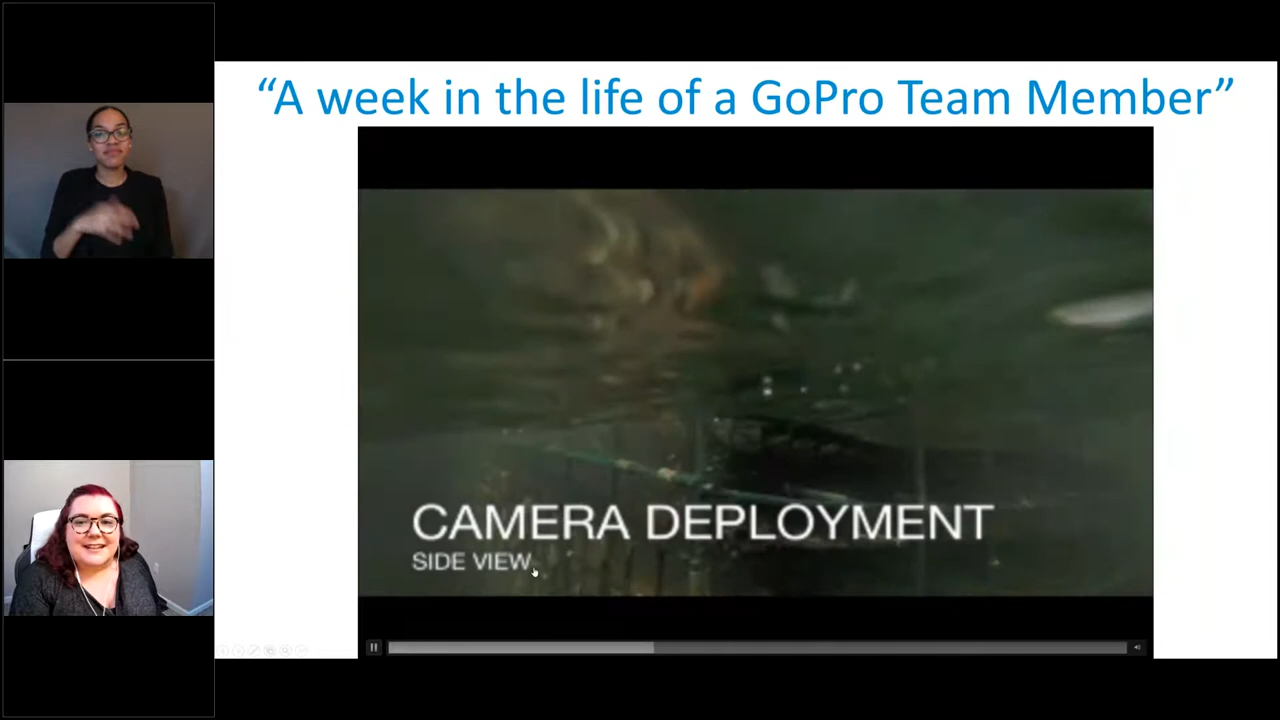 “A week in the life of a GoPro Team Member”
CAMERA DEPLOYMENT
SIDE VIEW